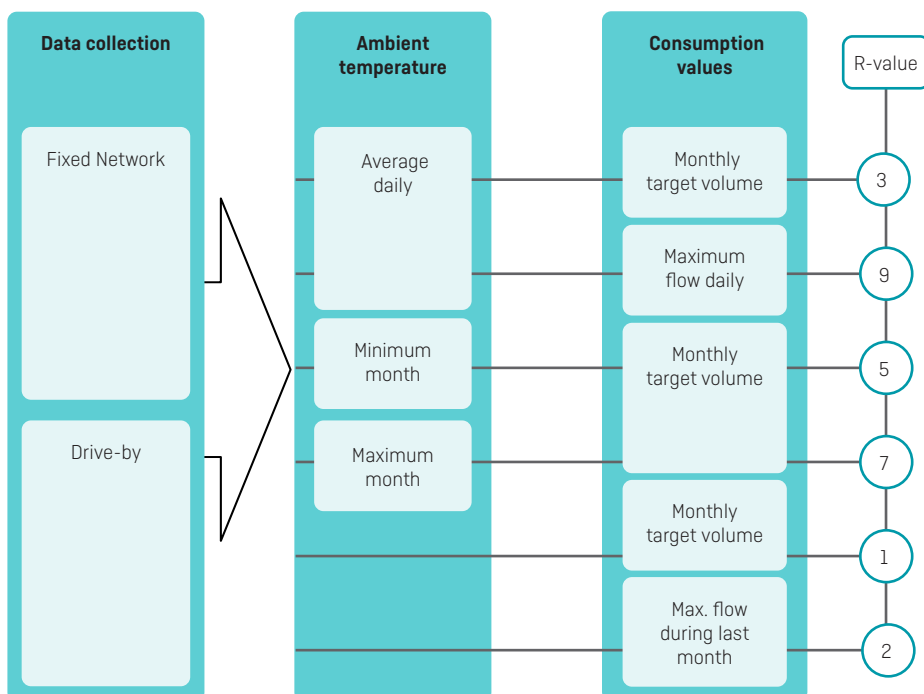 Data collection
Fixed Network
Drive-by
Ambient
temperature
Average
daily
Minimum
month
Maximum
month
Consumption
values
Monthly
target volume
Maximum
flow daily
Monthly
target volume
Monthly
target volume
Max. flow
during last
month
R-value
3
9
5
7
1
2